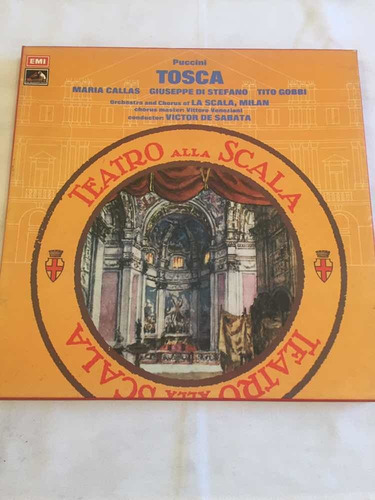 EMI
Puccini
TOSCA
MARIA CALLAS GIUSEPPE DI STEFANO TITO GOBBI
Orchestra and Chorus of LA SCALA, MILAN
chorus master: Vittore Veneziani
conductor: VICTOR DE SABATA
TEATRO ALLA SCALA
TEATRO ALLA SCALA